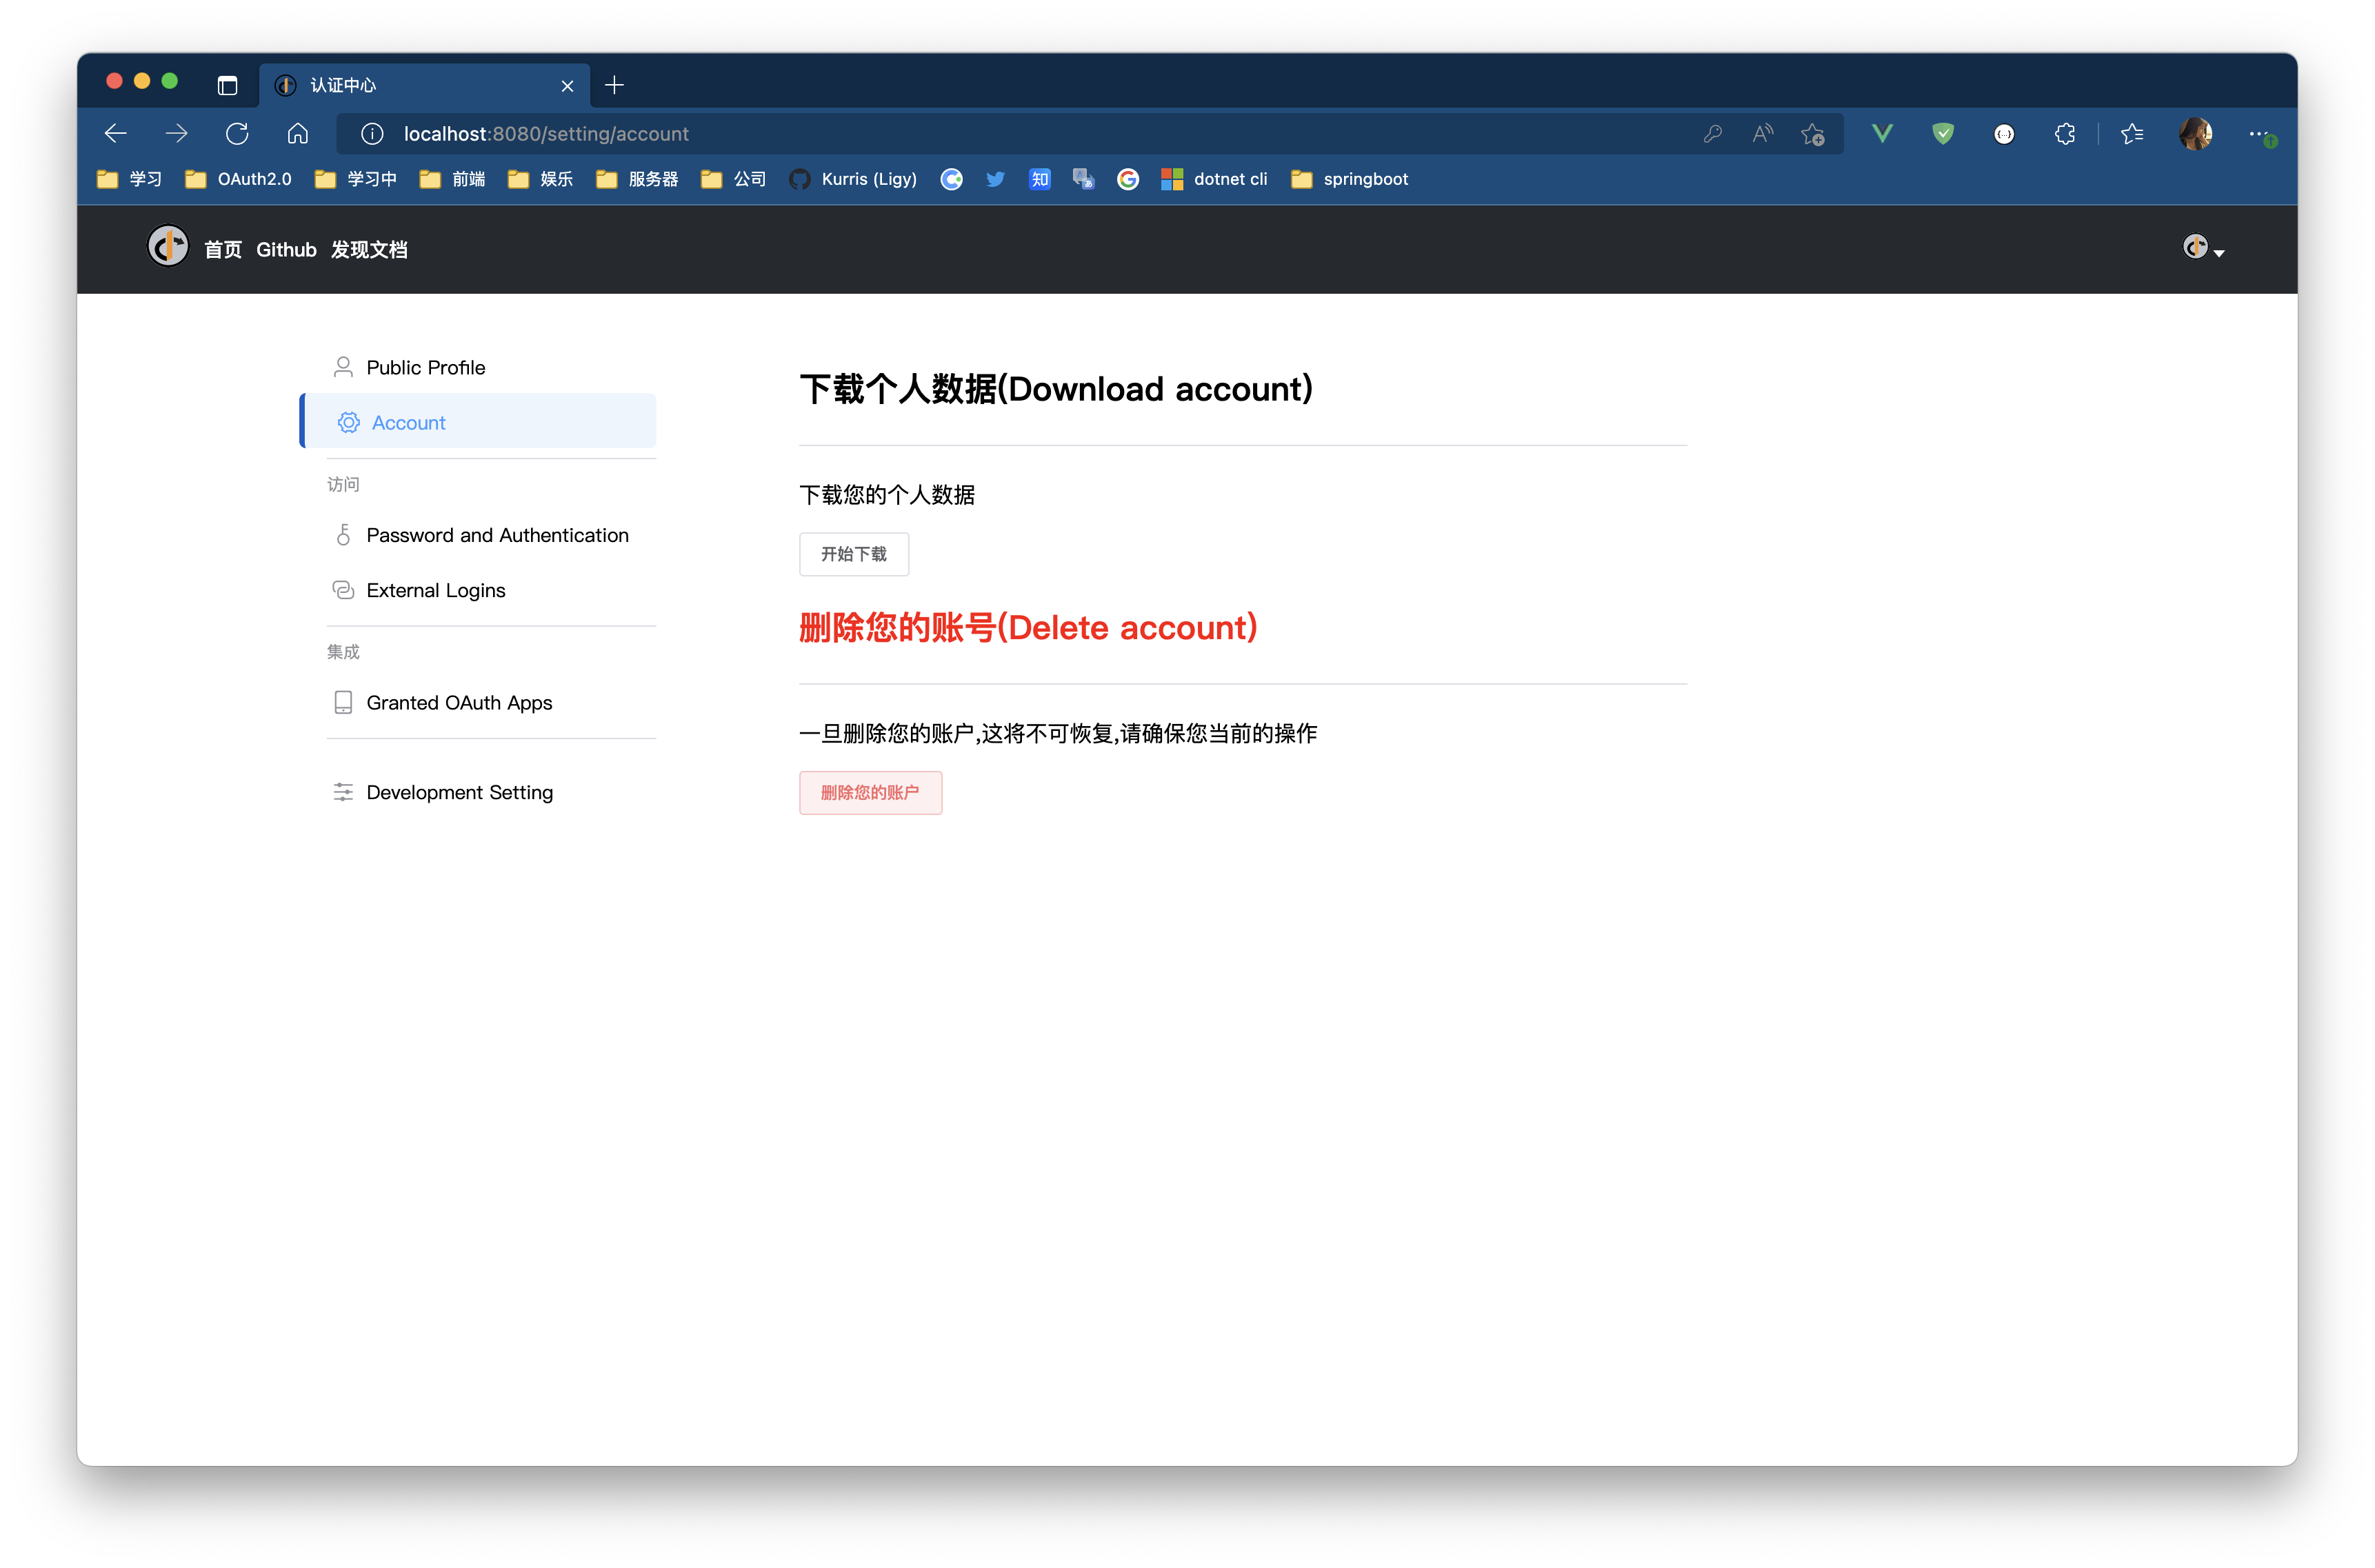 认证中心
localhost:8080/setting/account
学习 OAuth2.0 学习中 前端 娱乐 服务器 公司 Kurris (Ligy) 知 dotnet cli springboot
首页 Github 发现文档
Public Profile
Account
访问
Password and Authentication
External Logins
集成
Granted OAuth Apps
Development Setting
下载个人数据(Download account)
下载您的个人数据
开始下载
删除您的账号(Delete account)
一旦删除您的账户,这将不可恢复,请确保您当前的操作
删除您的账户